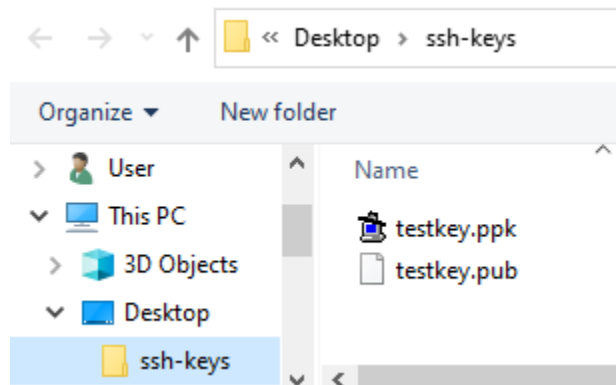 « Desktop › ssh-keys
Organize New folder
User
This PC
3D Objects
Desktop
ssh-keys
Name
testkey.ppk
testkey.pub